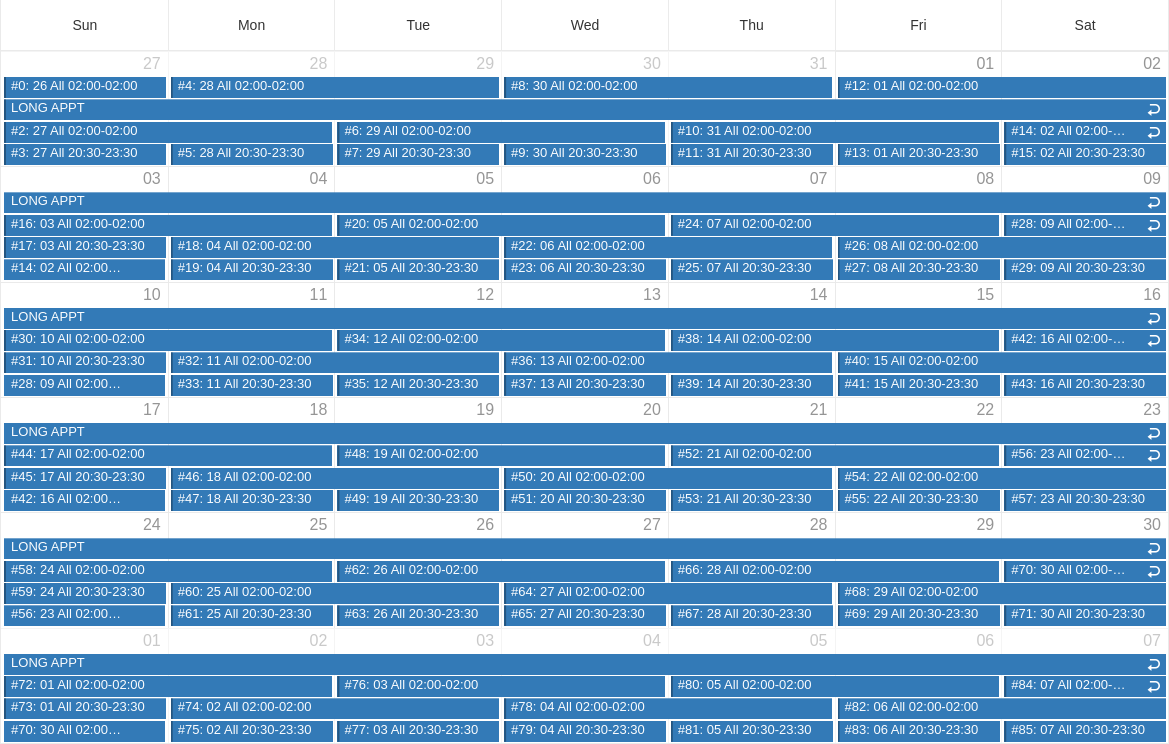 Sun Mon Tue Wed Thu Fri Sat
27 28 29 30 31 01 02
#0: 26 All 02:00-02:00 #4: 28 All 02:00-02:00 #8: 30 All 02:00-02:00 #12: 01 All 02:00-02:00
LONG APPT
#2: 27 All 02:00-02:00 #6: 29 All 02:00-02:00 #10: 31 All 02:00-02:00 #14: 02 All 02:00-…
#3: 27 All 20:30-23:30 #5: 28 All 20:30-23:30 #7: 29 All 20:30-23:30 #9: 30 All 20:30-23:30 #11: 31 All 20:30-23:30 #13: 01 All 20:30-23:30 #15: 02 All 20:30-23:30
03 04 05 06 07 08 09
LONG APPT
#16: 03 All 02:00-02:00 #20: 05 All 02:00-02:00 #24: 07 All 02:00-02:00 #28: 09 All 02:00-…
#17: 03 All 20:30-23:30 #18: 04 All 02:00-02:00 #22: 06 All 02:00-02:00 #26: 08 All 02:00-02:00
#14: 02 All 02:00… #19: 04 All 20:30-23:30 #21: 05 All 20:30-23:30 #23: 06 All 20:30-23:30 #25: 07 All 20:30-23:30 #27: 08 All 20:30-23:30 #29: 09 All 20:30-23:30
10 11 12 13 14 15 16
LONG APPT
#30: 10 All 02:00-02:00 #34: 12 All 02:00-02:00 #38: 14 All 02:00-02:00 #42: 16 All 02:00-…
#31: 10 All 20:30-23:30 #32: 11 All 02:00-02:00 #36: 13 All 02:00-02:00 #40: 15 All 02:00-02:00
#28: 09 All 02:00… #33: 11 All 20:30-23:30 #35: 12 All 20:30-23:30 #37: 13 All 20:30-23:30 #39: 14 All 20:30-23:30 #41: 15 All 20:30-23:30 #43: 16 All 20:30-23:30
17 18 19 20 21 22 23
LONG APPT
#44: 17 All 02:00-02:00 #48: 19 All 02:00-02:00 #52: 21 All 02:00-02:00 #56: 23 All 02:00-…
#45: 17 All 20:30-23:30 #46: 18 All 02:00-02:00 #50: 20 All 02:00-02:00 #54: 22 All 02:00-02:00
#42: 16 All 02:00… #47: 18 All 20:30-23:30 #49: 19 All 20:30-23:30 #51: 20 All 20:30-23:30 #53: 21 All 20:30-23:30 #55: 22 All 20:30-23:30 #57: 23 All 20:30-23:30
24 25 26 27 28 29 30
LONG APPT
#58: 24 All 02:00-02:00 #62: 26 All 02:00-02:00 #66: 28 All 02:00-02:00 #70: 30 All 02:00-…
#59: 24 All 20:30-23:30 #60: 25 All 02:00-02:00 #64: 27 All 02:00-02:00 #68: 29 All 02:00-02:00
#56: 23 All 02:00… #61: 25 All 20:30-23:30 #63: 26 All 20:30-23:30 #65: 27 All 20:30-23:30 #67: 28 All 20:30-23:30 #69: 29 All 20:30-23:30 #71: 30 All 20:30-23:30
01 02 03 04 05 06 07
LONG APPT
#72: 01 All 02:00-02:00 #76: 03 All 02:00-02:00 #80: 05 All 02:00-02:00 #84: 07 All 02:00-…
#73: 01 All 20:30-23:30 #74: 02 All 02:00-02:00 #78: 04 All 02:00-02:00 #82: 06 All 02:00-02:00
#70: 30 All 02:00… #75: 02 All 20:30-23:30 #77: 03 All 20:30-23:30 #79: 04 All 20:30-23:30 #81: 05 All 20:30-23:30 #83: 06 All 20:30-23:30 #85: 07 All 20:30-23:30